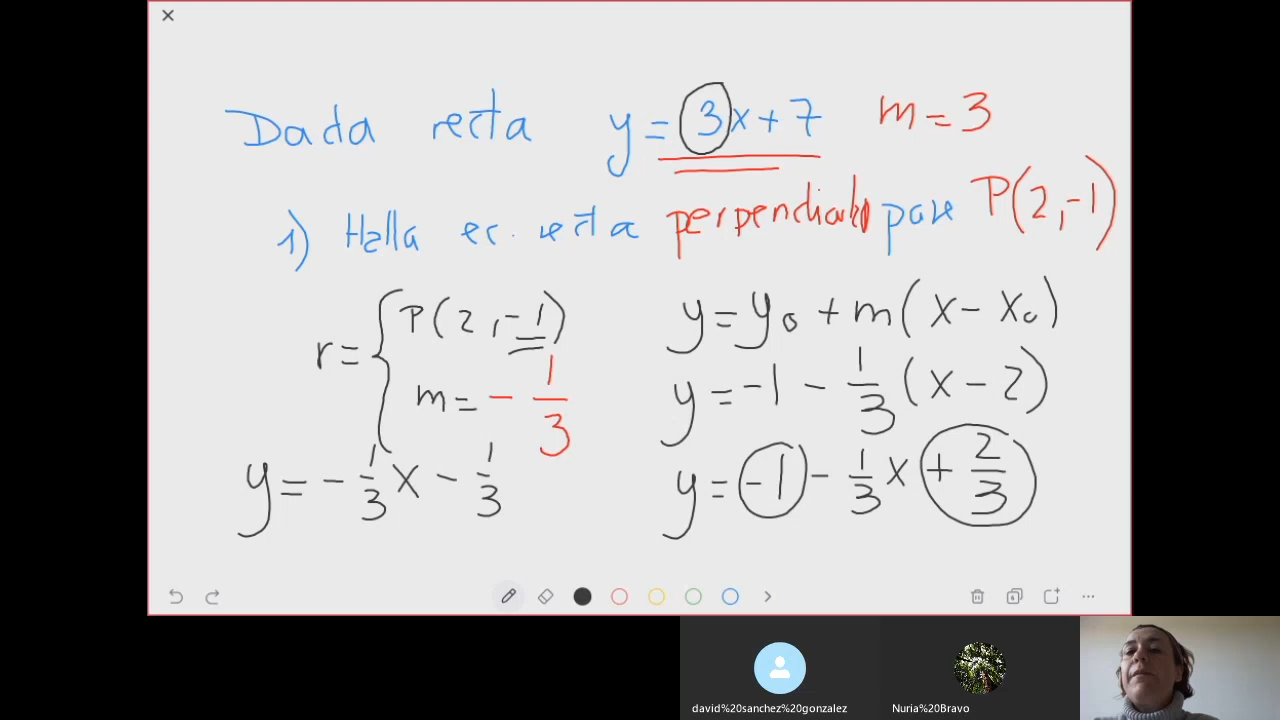 Dada recta y = 3x + 7 m = 3
1) Halla ec. recta perpendicular pase P(2,-1)
r = { P(2,-1)
m = - 1/3
y = y₀ + m(x - x₀)
y = -1 - 1/3 (x - 2)
y = -1 - 1/3 x + 2/3
y = - 1/3 x - 1/3
david%20sanchez%20gonzalez
Nuria%20Bravo